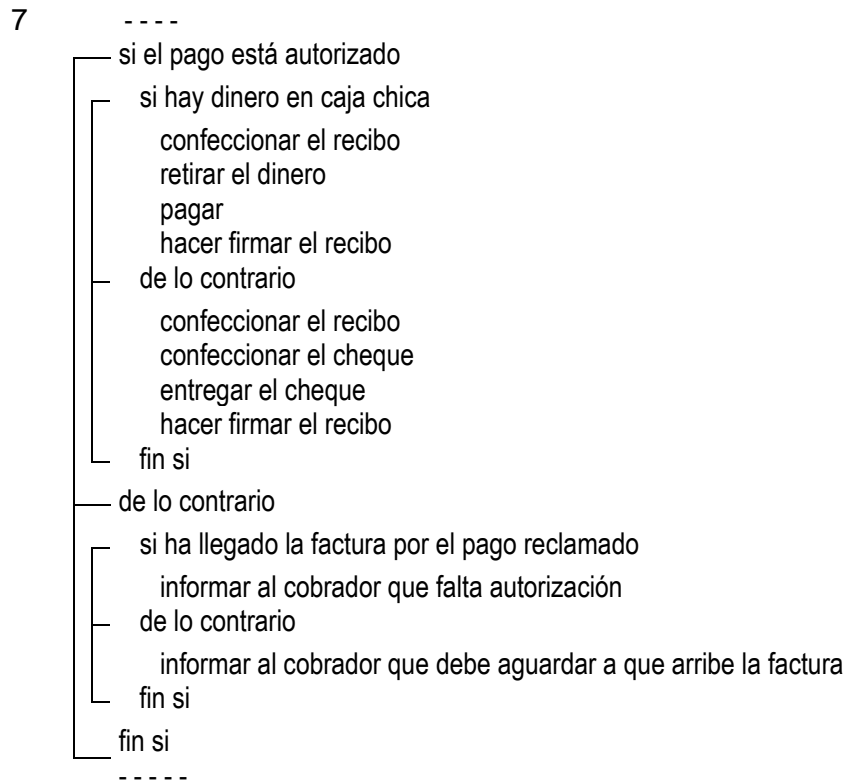 7 - - - -
si el pago está autorizado
si hay dinero en caja chica
confeccionar el recibo
retirar el dinero
pagar
hacer firmar el recibo
de lo contrario
confeccionar el recibo
confeccionar el cheque
entregar el cheque
hacer firmar el recibo
fin si
de lo contrario
si ha llegado la factura por el pago reclamado
informar al cobrador que falta autorización
de lo contrario
informar al cobrador que debe aguardar a que arribe la factura
fin si
fin si
- - - - -